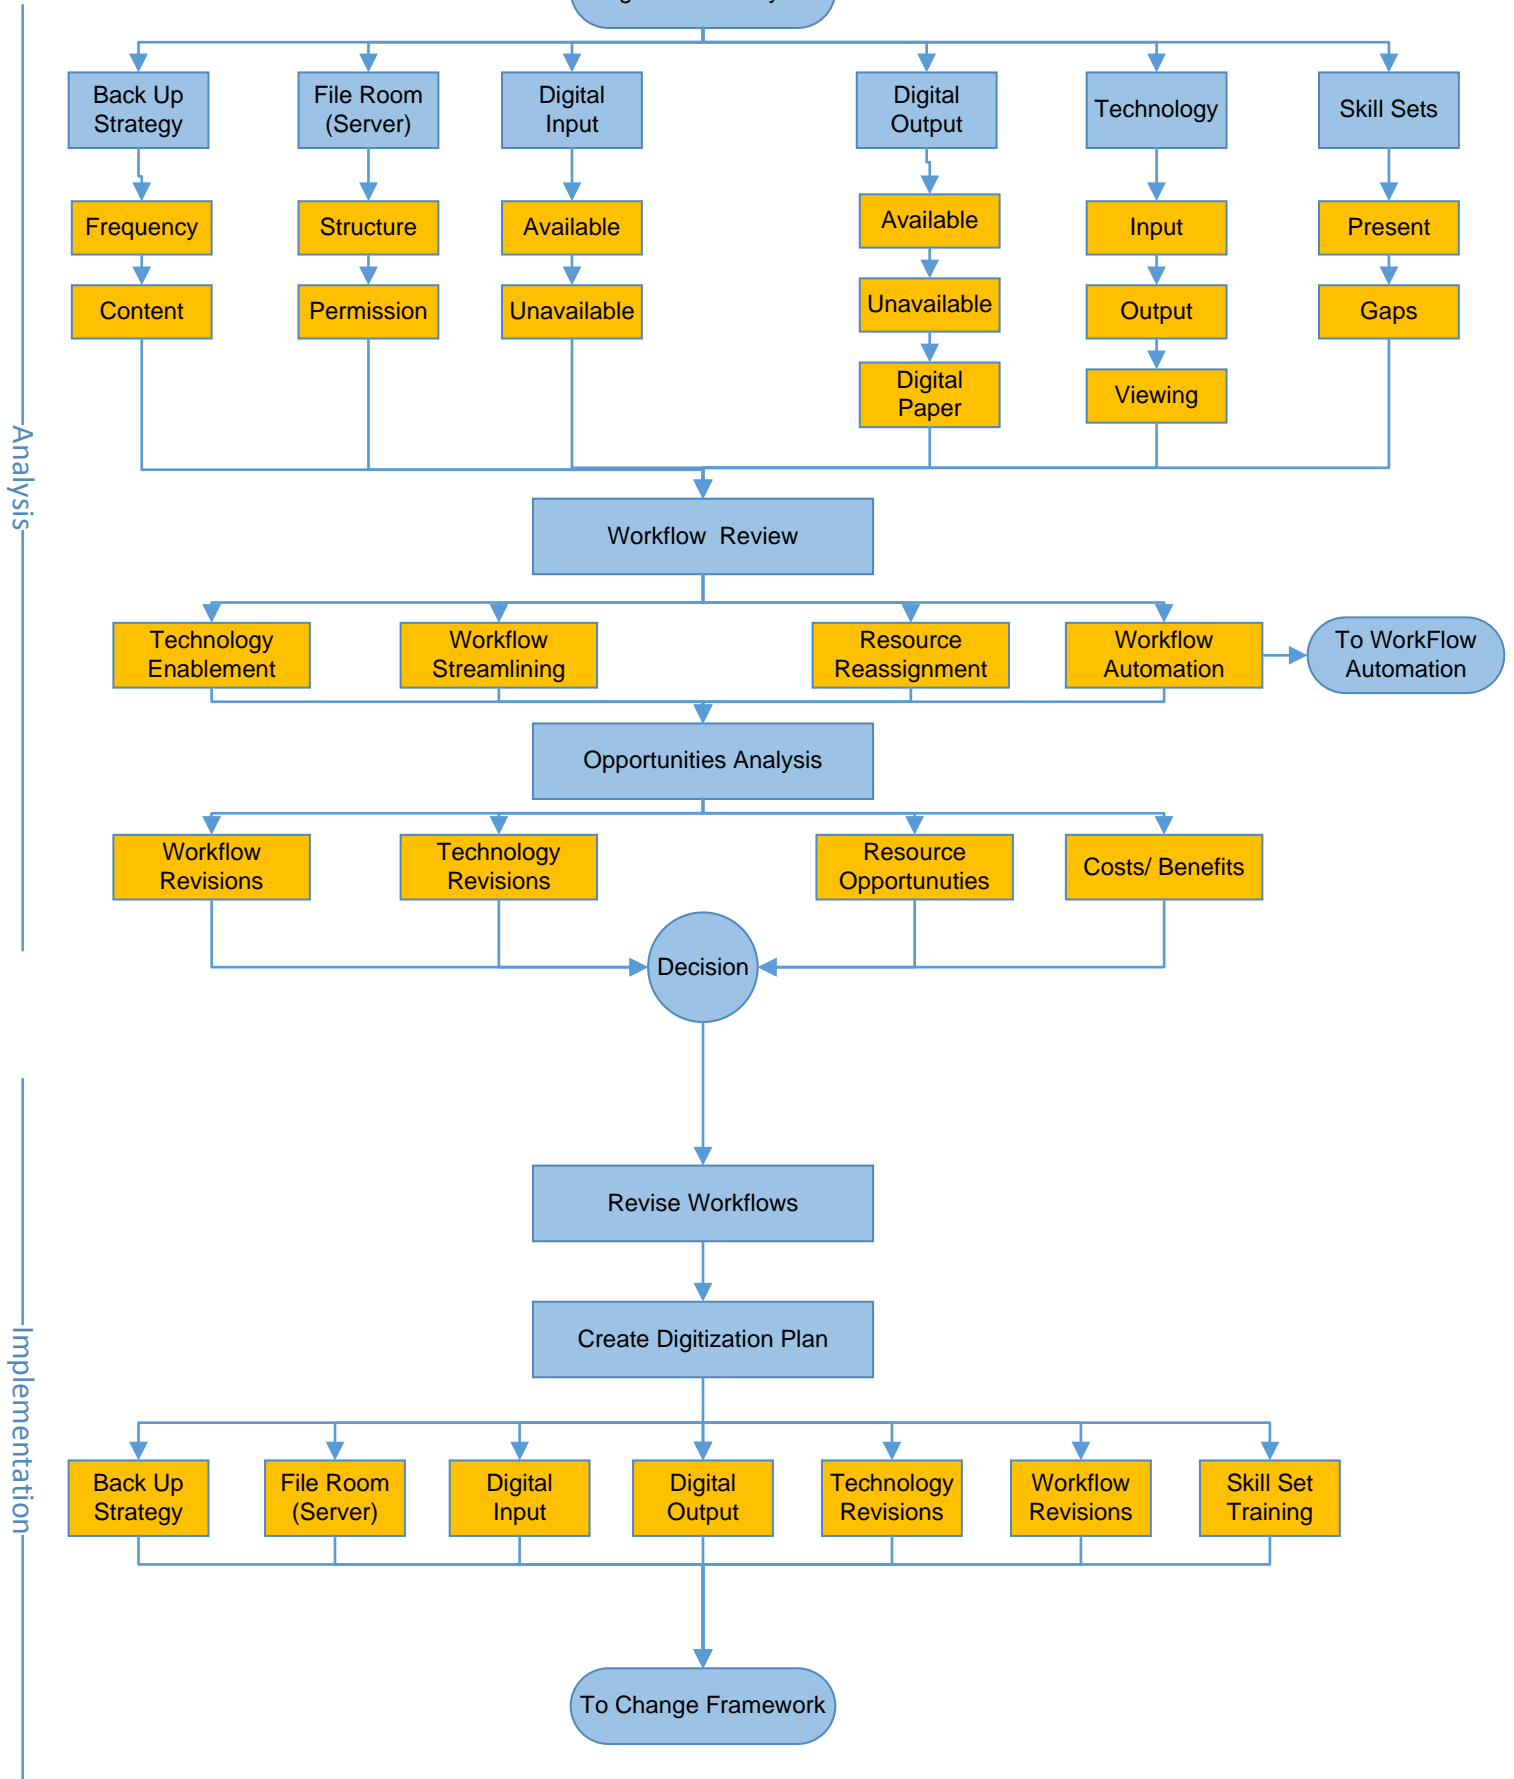 Back Up
Strategy
File Room
(Server)
Digital
Input
Digital
Output
Technology
Skill Sets
Frequency
Structure
Available
Available
Input
Present
Content
Permission
Unavailable
Unavailable
Output
Gaps
Digital
Paper
Viewing
Analysis
Workflow Review
Technology
Enablement
Workflow
Streamlining
Resource
Reassignment
Workflow
Automation
To WorkFlow
Automation
Opportunities Analysis
Workflow
Revisions
Technology
Revisions
Resource
Opportunuties
Costs/ Benefits
Decision
Revise Workflows
Create Digitization Plan
Implementation
Back Up
Strategy
File Room
(Server)
Digital
Input
Digital
Output
Technology
Revisions
Workflow
Revisions
Skill Set
Training
To Change Framework